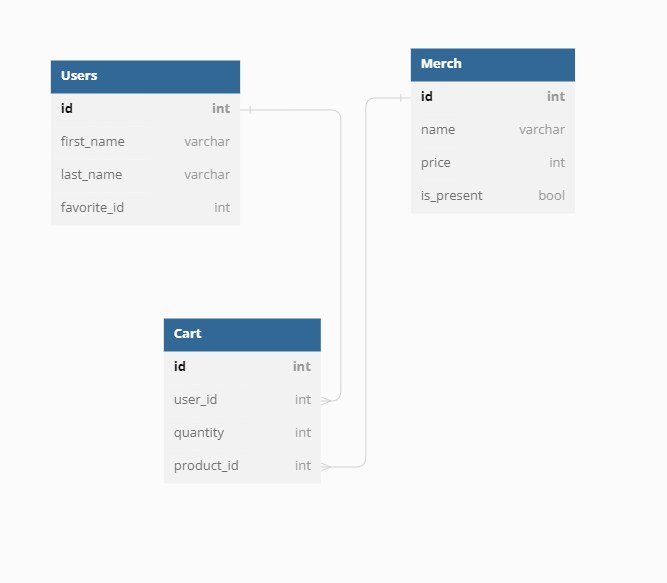 Users
id int
first_name varchar
last_name varchar
favorite_id int
Merch
id int
name varchar
price int
is_present bool
Cart
id int
user_id int
quantity int
product_id int